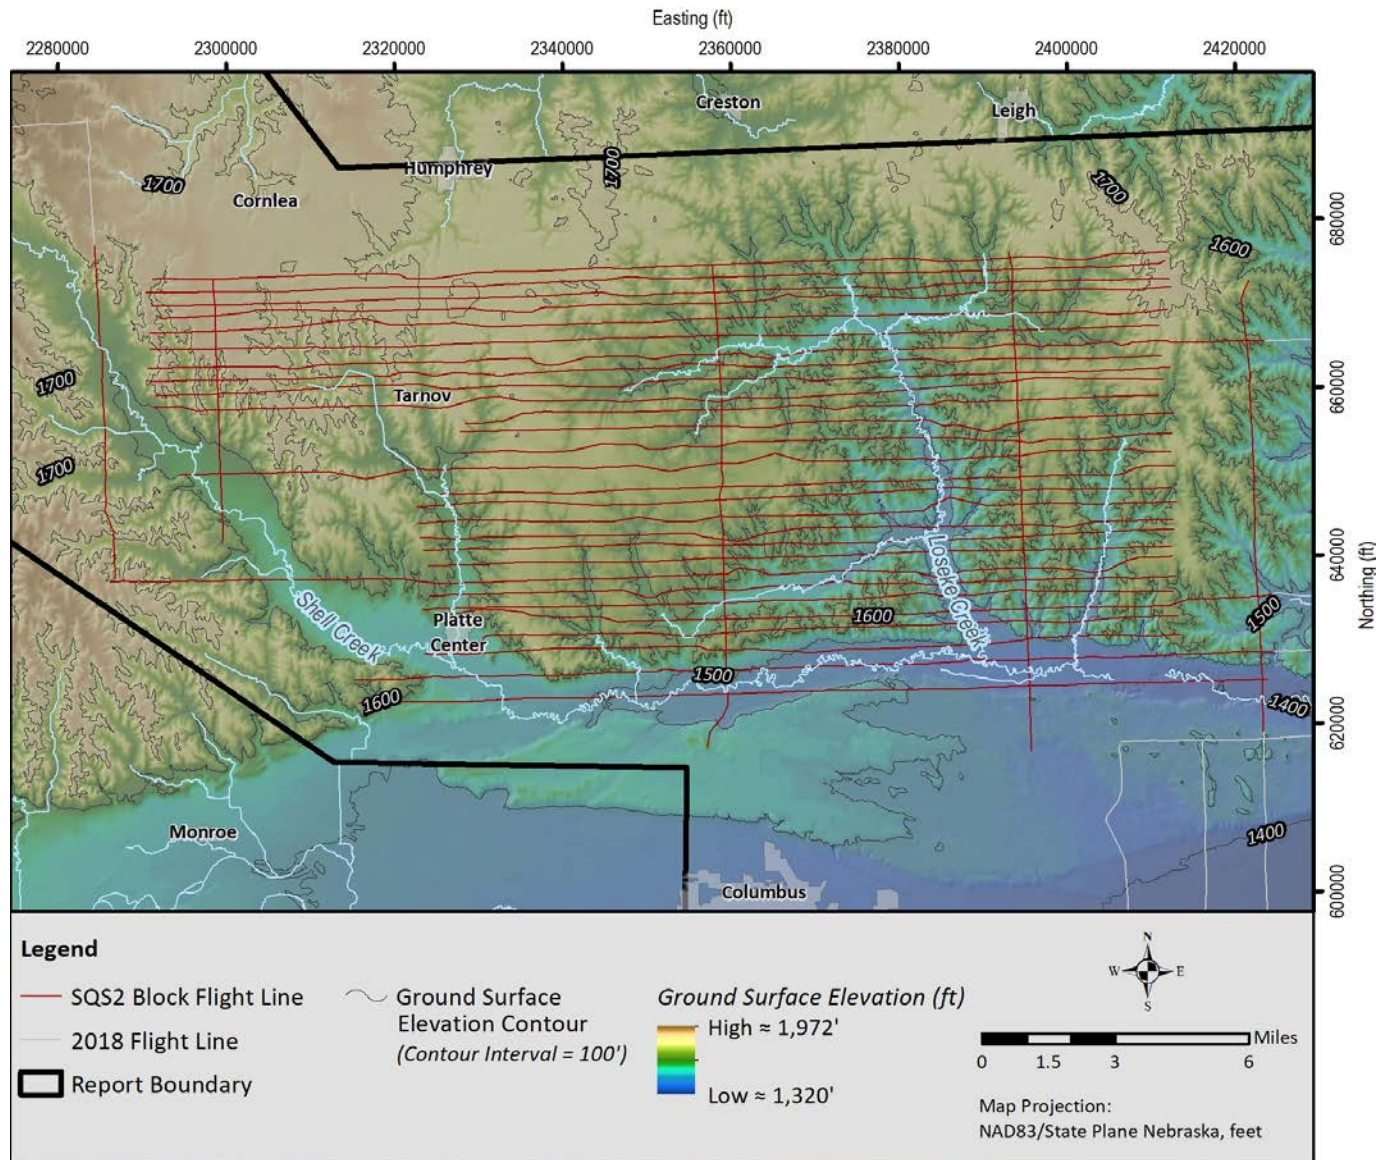 Easting (ft)
2280000
2300000
2320000
2340000
2360000
2380000
2400000
2420000
Creston
Leigh
Humphrey
1700
1700
Cornlea
1700
680000
1600
1700
Tarnov
660000
1700
640000
Northing (ft)
Loseke Creek
Shell Creek
Platte
Center
1600
1500
1500
1600
1400
620000
Monroe
1400
Columbus
600000
Legend
SQS2 Block Flight Line
2018 Flight Line
Report Boundary
Ground Surface
Elevation Contour
(Contour Interval = 100')
Ground Surface Elevation (ft)
High ≈ 1,972'
Low ≈ 1,320'
N
W
E
S
Miles
0
1.5
3
6
Map Projection:
NAD83/State Plane Nebraska, feet